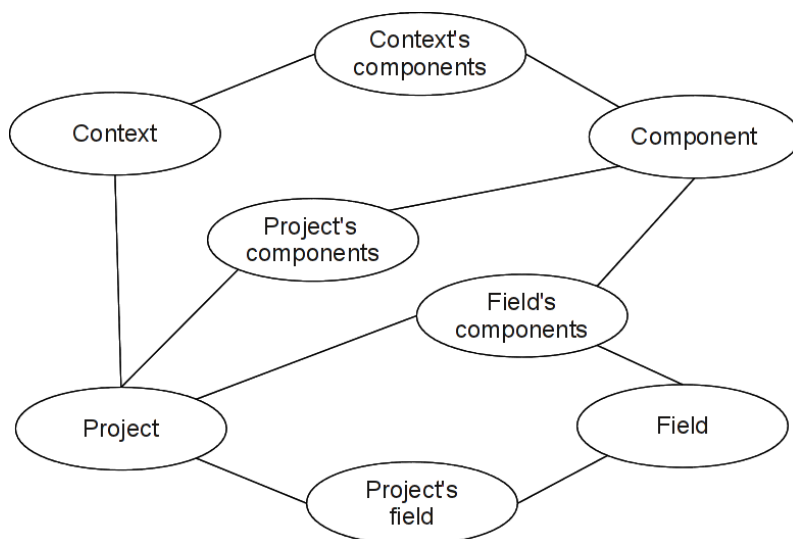 Context's
components
Context
Component
Project's
components
Field's
components
Project
Field
Project's
field